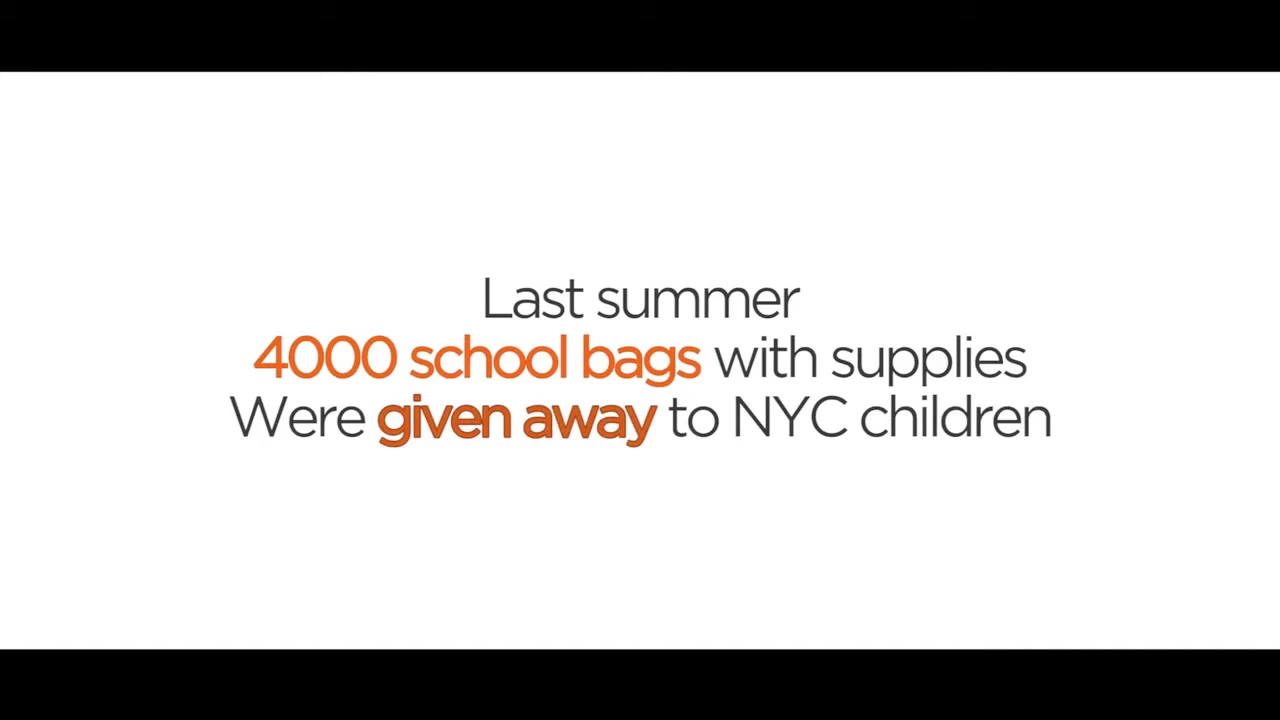 Last summer
4000 school bags with supplies
Were given away to NYC children